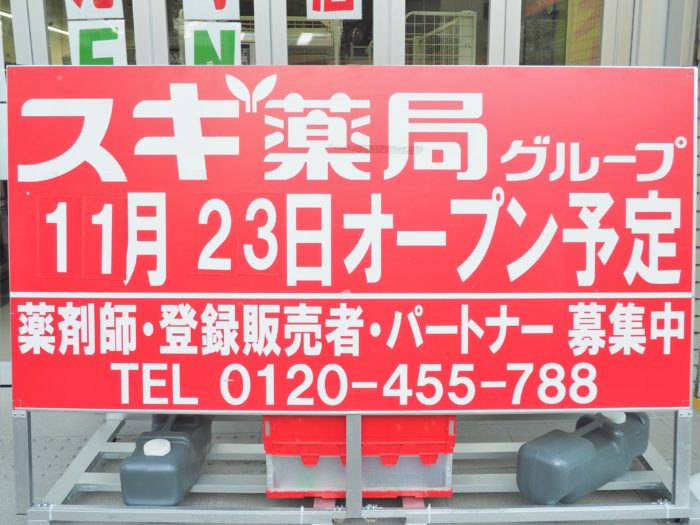 スギ薬局グループ
11月23日オープン予定
薬剤師・登録販売者・パートナー 募集中
TEL 0120-455-788